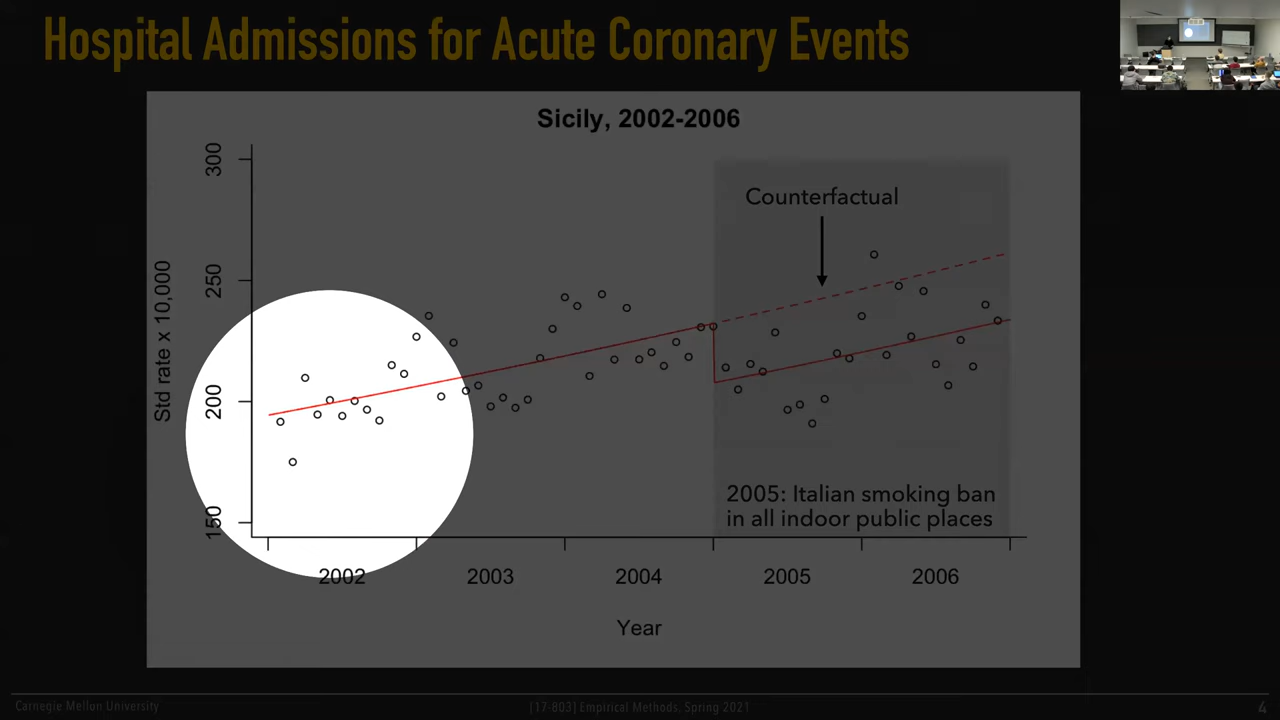 Hospital Admissions for Acute Coronary Events
Sicily, 2002-2006
300
250
200
150
Std rate x 10,000
Counterfactual
2005: Italian smoking ban
in all indoor public places
2002 2003 2004 2005 2006
Year
Carnegie Mellon University [17-803] Empirical Methods, Spring 2021 4